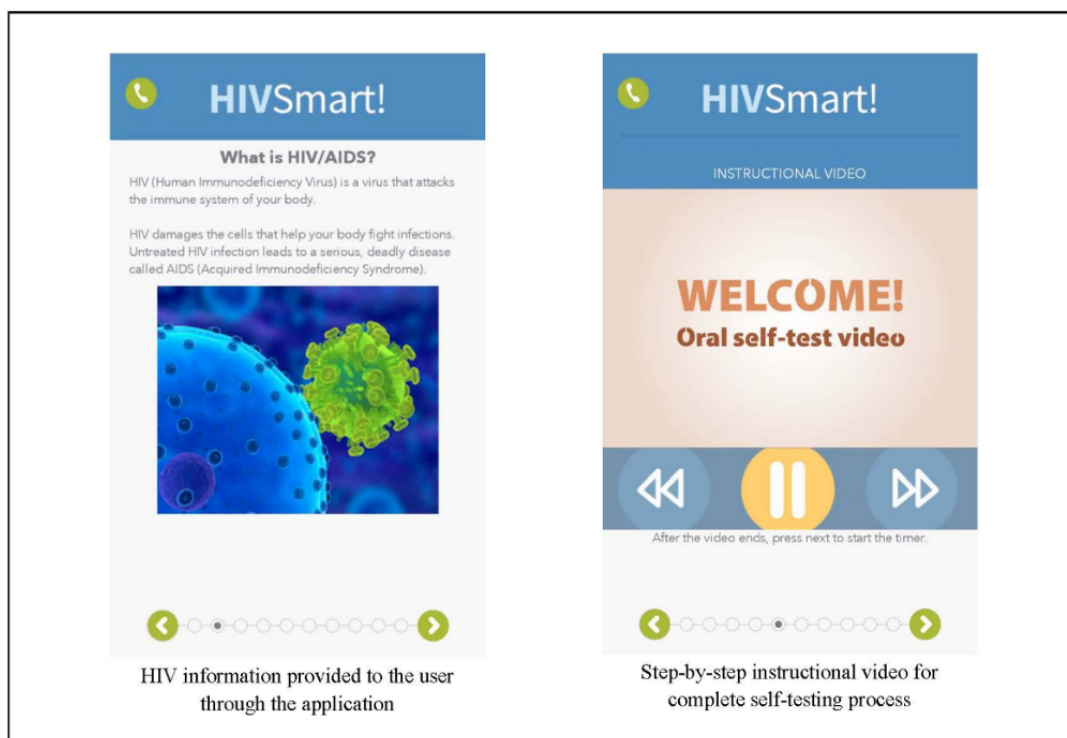 HIVSmart!
What is HIV/AIDS?
HIV (Human Immunodeficiency Virus) is a virus that attacks
the immune system of your body.
HIV damages the cells that help your body fight infections.
Untreated HIV infection leads to a serious, deadly disease
called AIDS (Acquired Immunodeficiency Syndrome).
HIV information provided to the user
through the application
HIVSmart!
INSTRUCTIONAL VIDEO
WELCOME!
Oral self-test video
After the video ends, press next to start the timer.
Step-by-step instructional video for
complete self-testing process